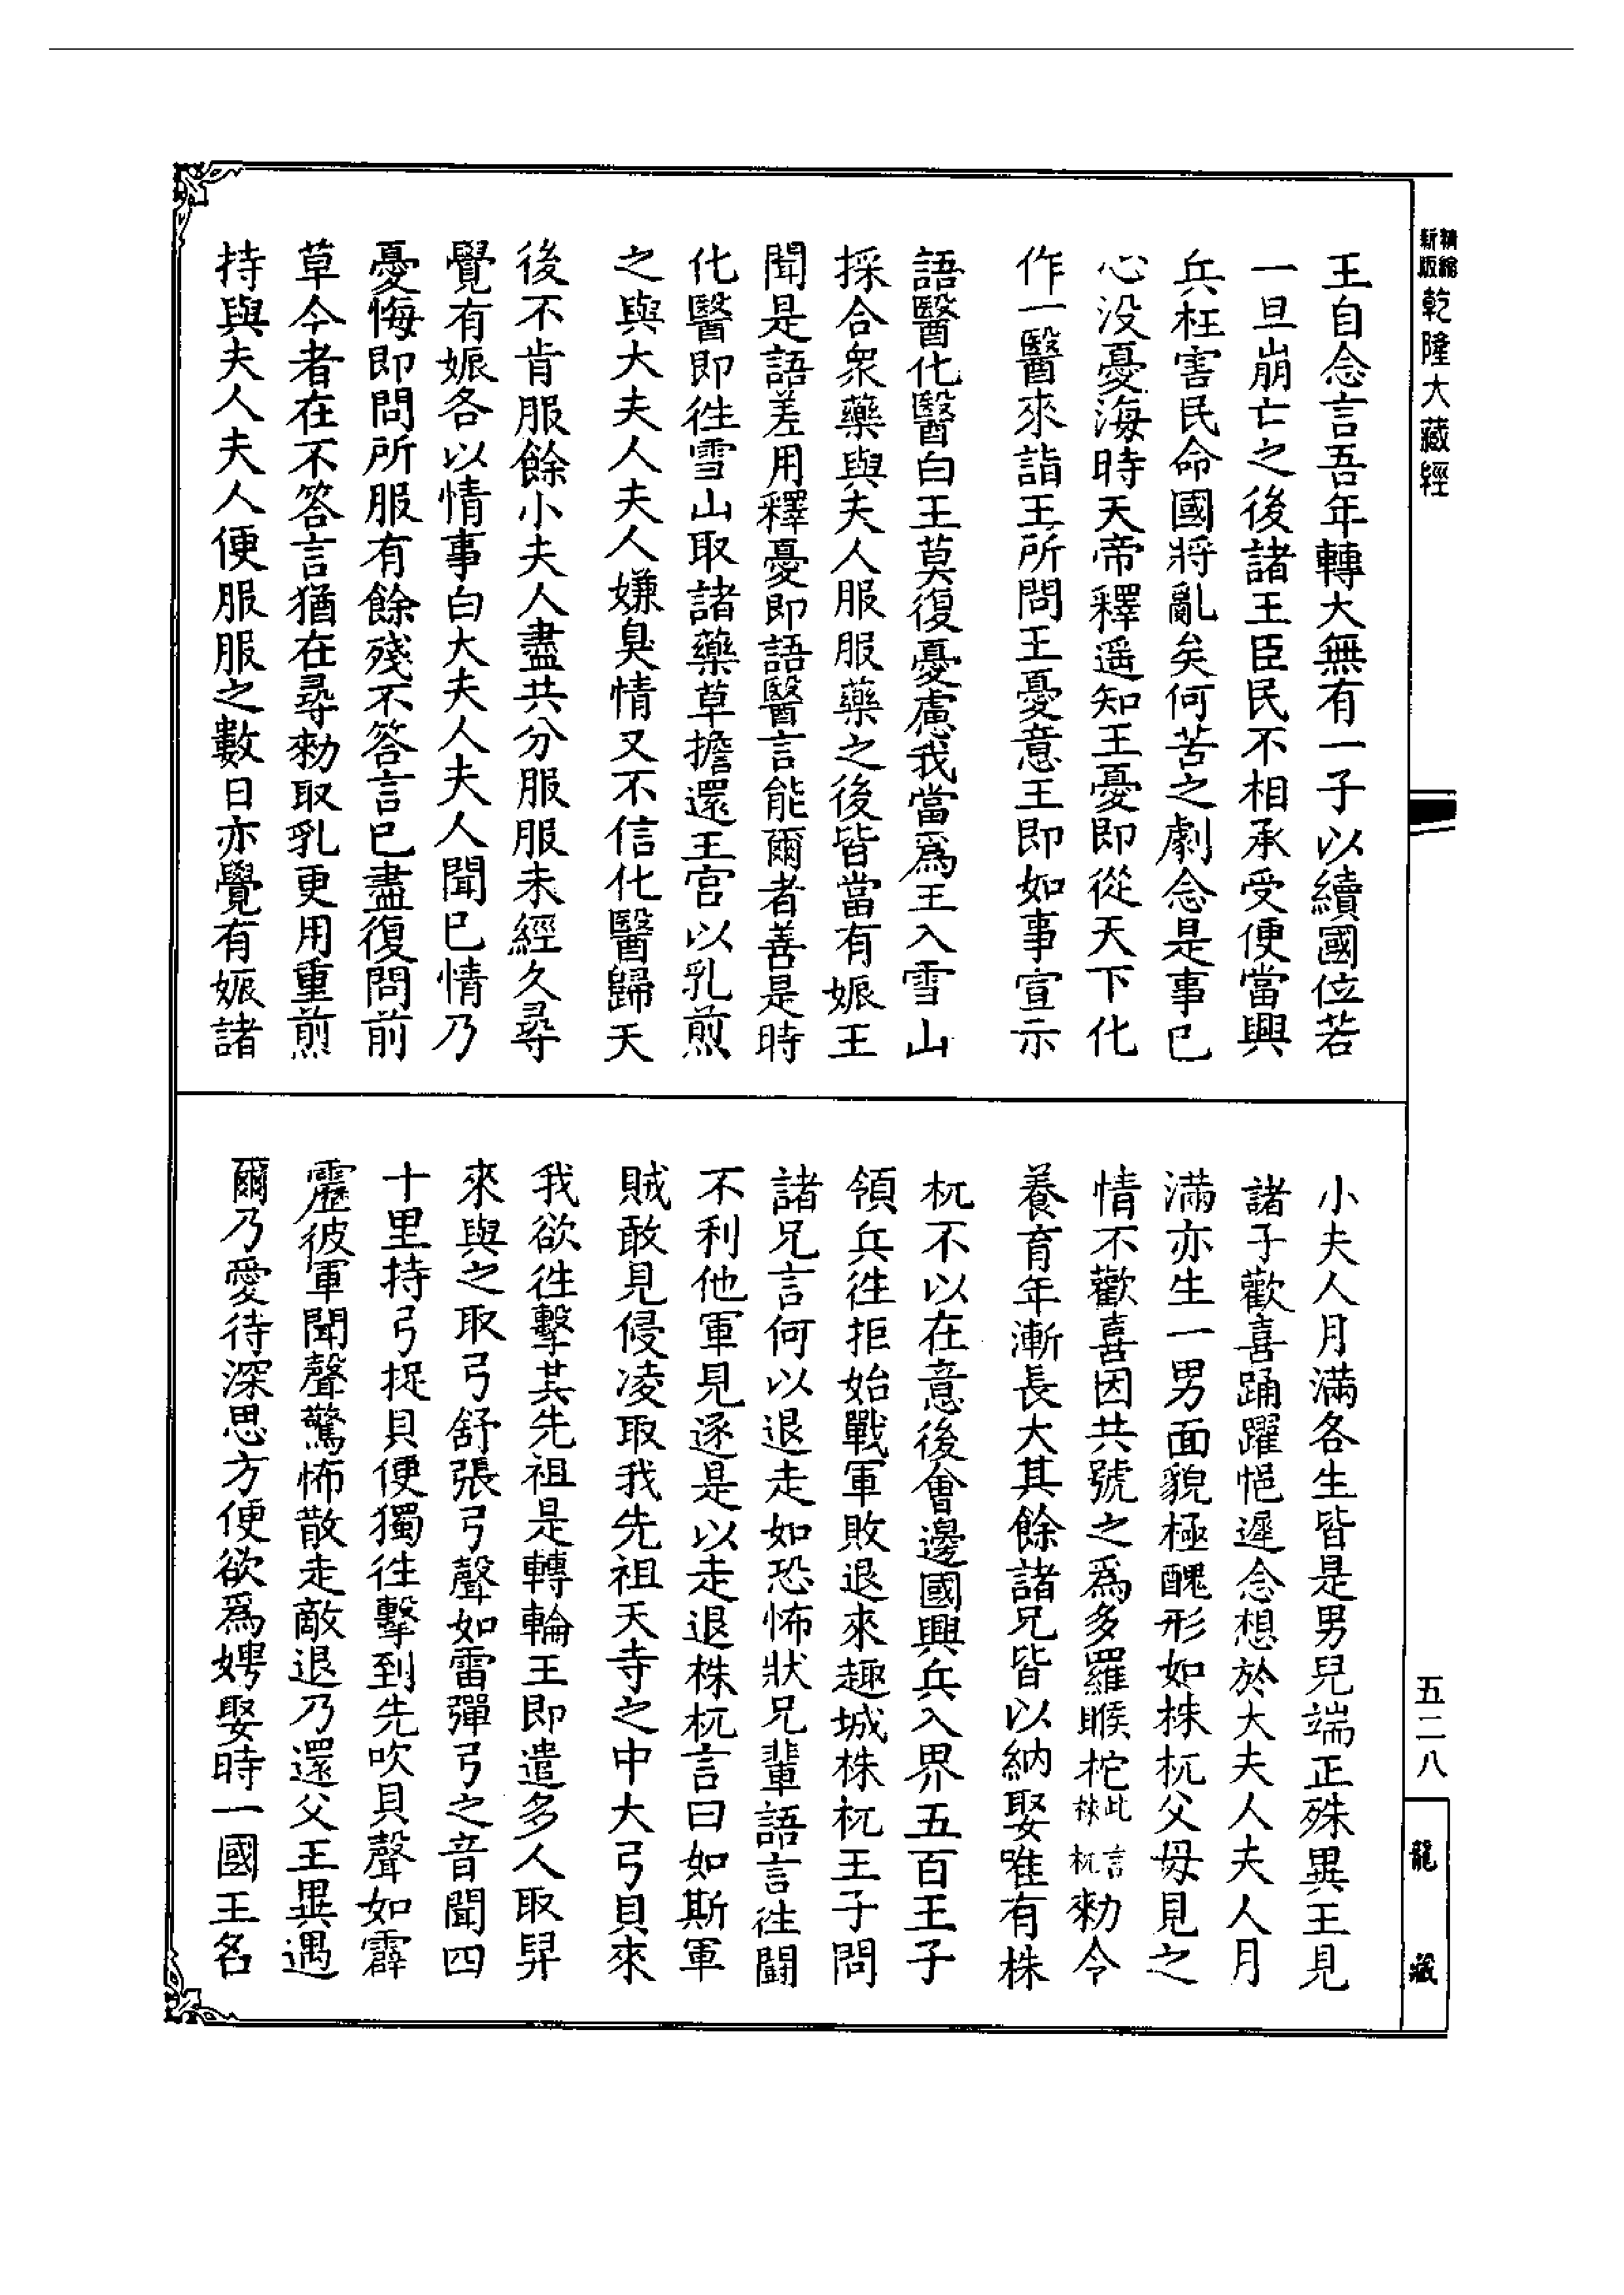 精縮新版乾隆大藏經
王自念言吾年轉大無有一子以續國位若
一旦崩亡之後諸王臣民不相承受便當興
兵枉害民命國將亂矣何苦之劇念是事已
心没憂海時天帝釋遥知王憂即從天下化
作一醫來詣王所問王憂意王即如事宣示
語醫化醫白王莫復憂慮我當爲王入雪山
採合衆藥與夫人服服藥之後皆當有娠王
聞是語差用釋憂即語醫言能爾者善是時
化醫即徃雪山取諸藥草擔還王宫以乳煎
之與大夫人夫人嫌臭情又不信化醫歸天
後不肯服餘小夫人盡共分服服未經久尋
覺有娠各以情事白大夫人夫人聞已情乃
憂悔即問所服有餘殘不答言已盡復問前
草今者在不答言猶在尋勑取乳更用重煎
持與夫人夫人便服服之數日亦覺有娠諸
小夫人月滿各生皆是男兒端正殊異王見
諸子歡喜踊躍悒遲念想於大夫人夫人月
滿亦生一男面貌極醜形如株杌父母見之
情不歡喜因共號之爲多羅睺柁此言株杌勑令
養育年漸長大其餘諸兄皆以納娶唯有株
杌不以在意後會邊國興兵入界五百王子
領兵徃拒始戰軍敗退來趣城株杌王子問
諸兄言何以退走如恐怖狀兄輩語言徃鬪
不利他軍見逐是以走退株杌言曰如斯軍
賊敢見侵凌取我先祖天寺之中大弓貝來
我欲徃擊其先祖是轉輪王即遣多人取舁
來與之取弓舒張弓聲如雷彈弓之音聞四
十里持弓捉貝便獨徃擊到先吹貝聲如霹
靂彼軍聞聲驚怖散走敵退乃還父王異遇
爾乃愛待深思方便欲爲娉娶時一國王名
五二八
龍藏